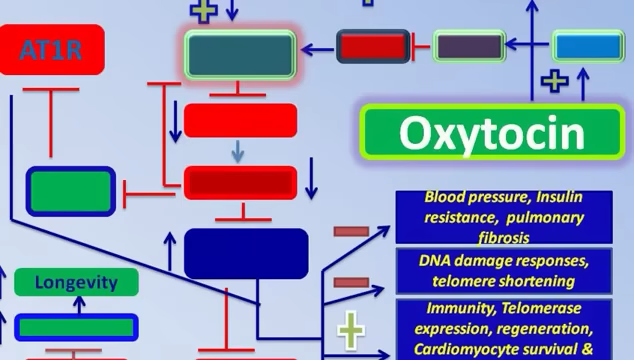 AT1R
Oxytocin
Blood pressure, Insulin
resistance, pulmonary
fibrosis
DNA damage responses,
telomere shortening
Longevity
Immunity, Telomerase
expression, regeneration,
Cardiomyocyte survival &